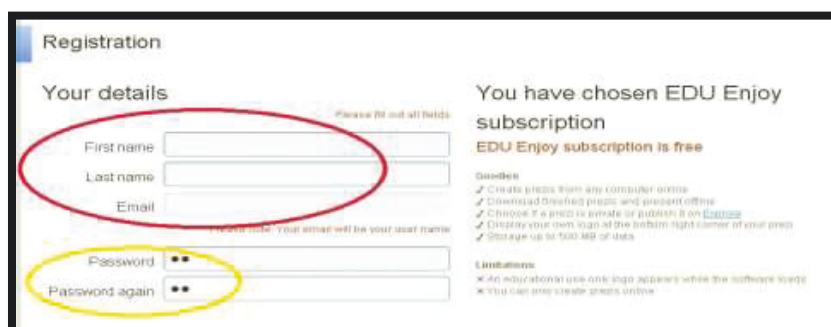 Registration
Your details
Please fill out all fields
First name
Last name
Email
Please note: Your email will be your user name
Password ••
Password again ••
You have chosen EDU Enjoy
subscription
EDU Enjoy subscription is free
Goodies
✓ Create prezis from any computer online
✓ Download finished prezis and present offline
✓ Choose if a prezi is private or publish it on Explore
✓ Display your own logo at the bottom right corner of your prezi
✓ Storage up to 500 MB of data
Limitations
× An educational use only logo appears while the software loads
× You can only create prezis online